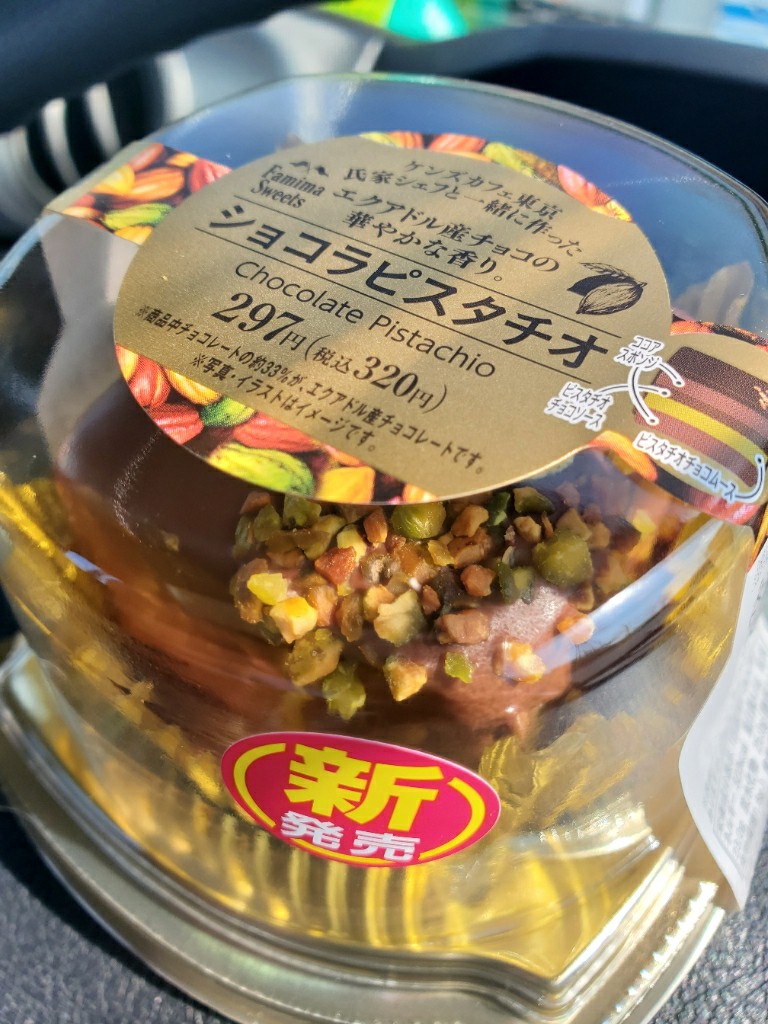 Famima
Sweets
ケンズカフェ東京
氏家シェフと一緒に作った
エクアドル産チョコの
華やかな香り。
ショコラピスタチオ
Chocolate Pistachio
297円(税込320円)
※商品中チョコレートの約33%が、エクアドル産チョコレートです。
※写真・イラストはイメージです。
ココア
スポンジ
ピスタチオ
チョコソース
ピスタチオチョコムース
新
発売